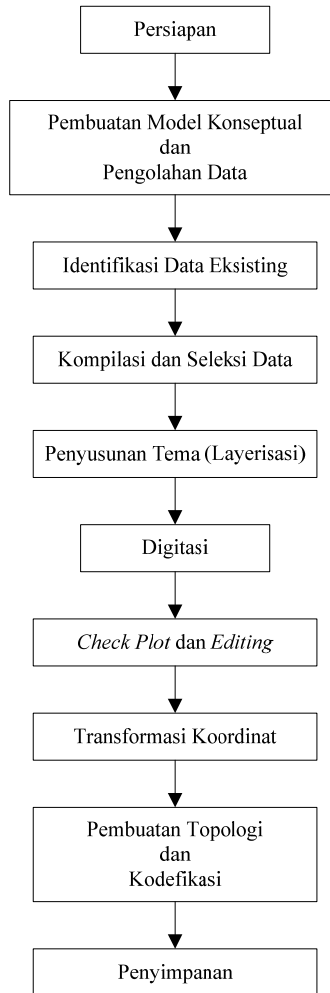 Persiapan
Pembuatan Model Konseptual
dan
Pengolahan Data
Identifikasi Data Eksisting
Kompilasi dan Seleksi Data
Penyusunan Tema (Layerisasi)
Digitasi
Check Plot dan Editing
Transformasi Koordinat
Pembuatan Topologi
dan
Kodefikasi
Penyimpanan